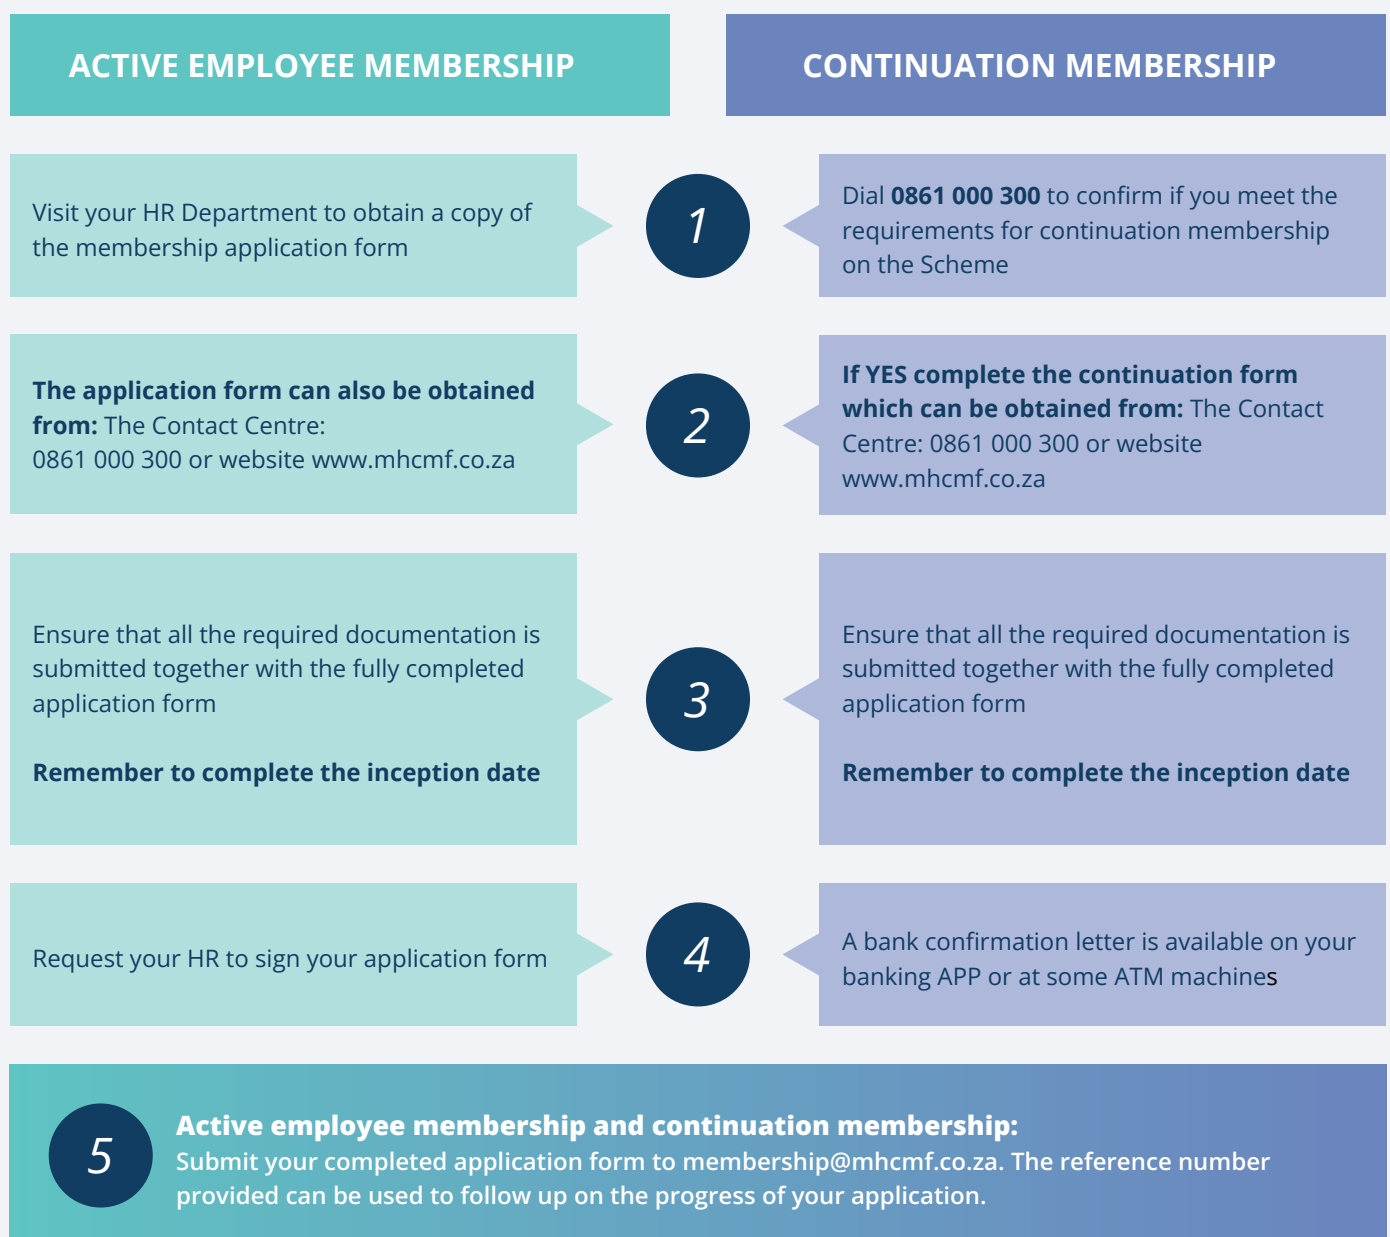 ACTIVE EMPLOYEE MEMBERSHIP
CONTINUATION MEMBERSHIP
Visit your HR Department to obtain a copy of
the membership application form
1
Dial 0861 000 300 to confirm if you meet the
requirements for continuation membership
on the Scheme
The application form can also be obtained
from: The Contact Centre:
0861 000 300 or website www.mhcmf.co.za
2
If YES complete the continuation form
which can be obtained from: The Contact
Centre: 0861 000 300 or website
www.mhcmf.co.za
Ensure that all the required documentation is
submitted together with the fully completed
application form
Remember to complete the inception date
3
Ensure that all the required documentation is
submitted together with the fully completed
application form
Remember to complete the inception date
Request your HR to sign your application form
4
A bank confirmation letter is available on your
banking APP or at some ATM machines
5
Active employee membership and continuation membership:
Submit your completed application form to membership@mhcmf.co.za. The reference number
provided can be used to follow up on the progress of your application.